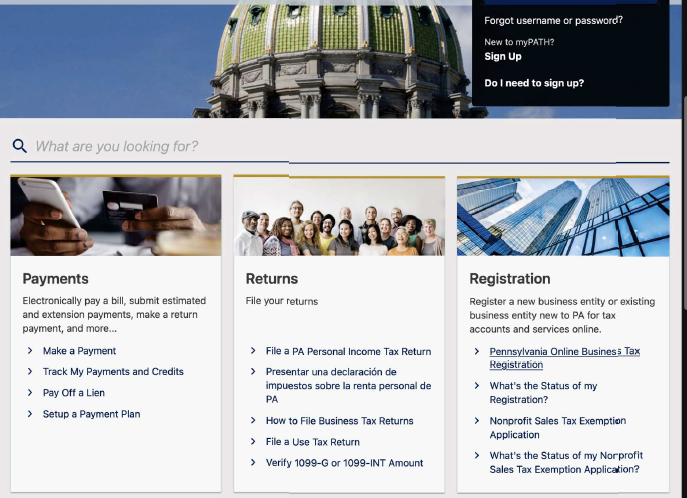 Forgot username or password?
New to myPATH?
Sign Up
Do I need to sign up?
What are you looking for?
Payments
Electronically pay a bill, submit estimated
and extension payments, make a return
payment, and more...
Make a Payment
Track My Payments and Credits
Pay Off a Lien
Setup a Payment Plan
Returns
File your returns
File a PA Personal Income Tax Return
Presentar una declaración de
impuestos sobre la renta personal de
PA
How to File Business Tax Returns
File a Use Tax Return
Verify 1099-G or 1099-INT Amount
Registration
Register a new business entity or existing
business entity new to PA for tax
accounts and services online.
Pennsylvania Online Business Tax
Registration
What's the Status of my
Registration?
Nonprofit Sales Tax Exemption
Application
What's the Status of my Nonprofit
Sales Tax Exemption Application?